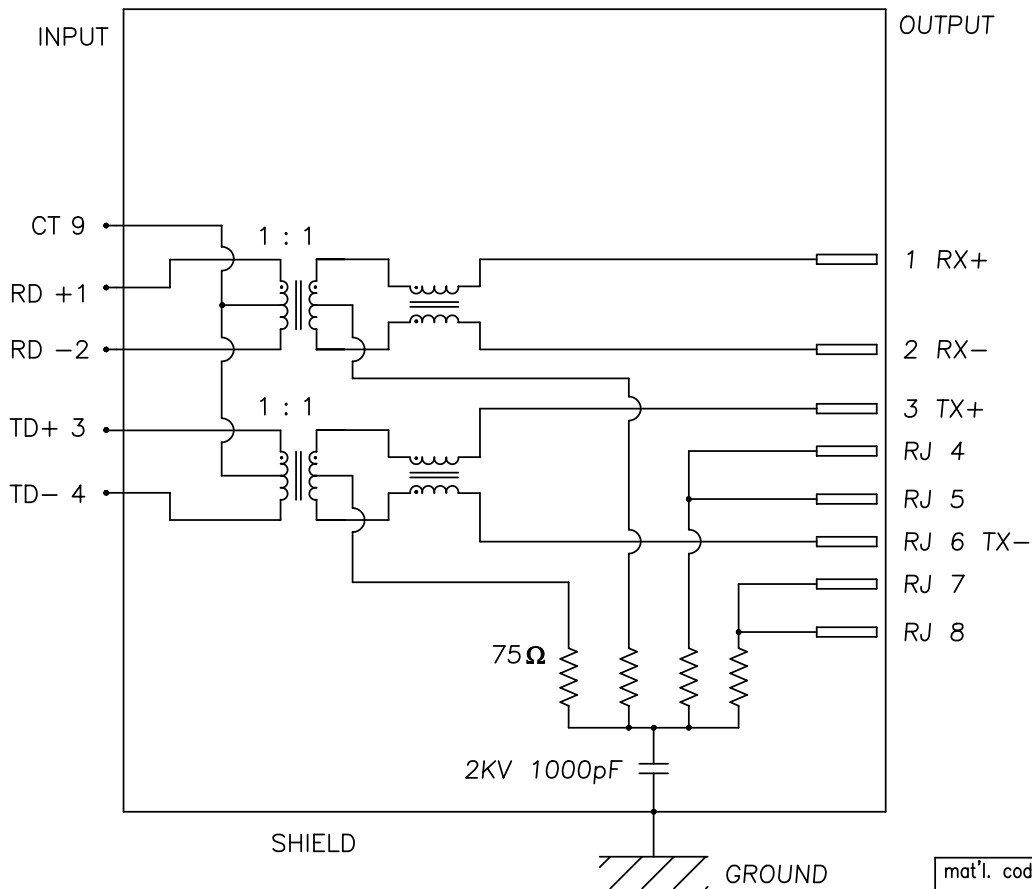 INPUT
OUTPUT
CT 9
1 : 1
RD +1
1 RX+
RD -2
2 RX-
1 : 1
3 TX+
TD+ 3
RJ 4
TD- 4
RJ 5
RJ 6 TX-
RJ 7
RJ 8
75Ω
2KV 1000pF
SHIELD
GROUND
mat'l. cod